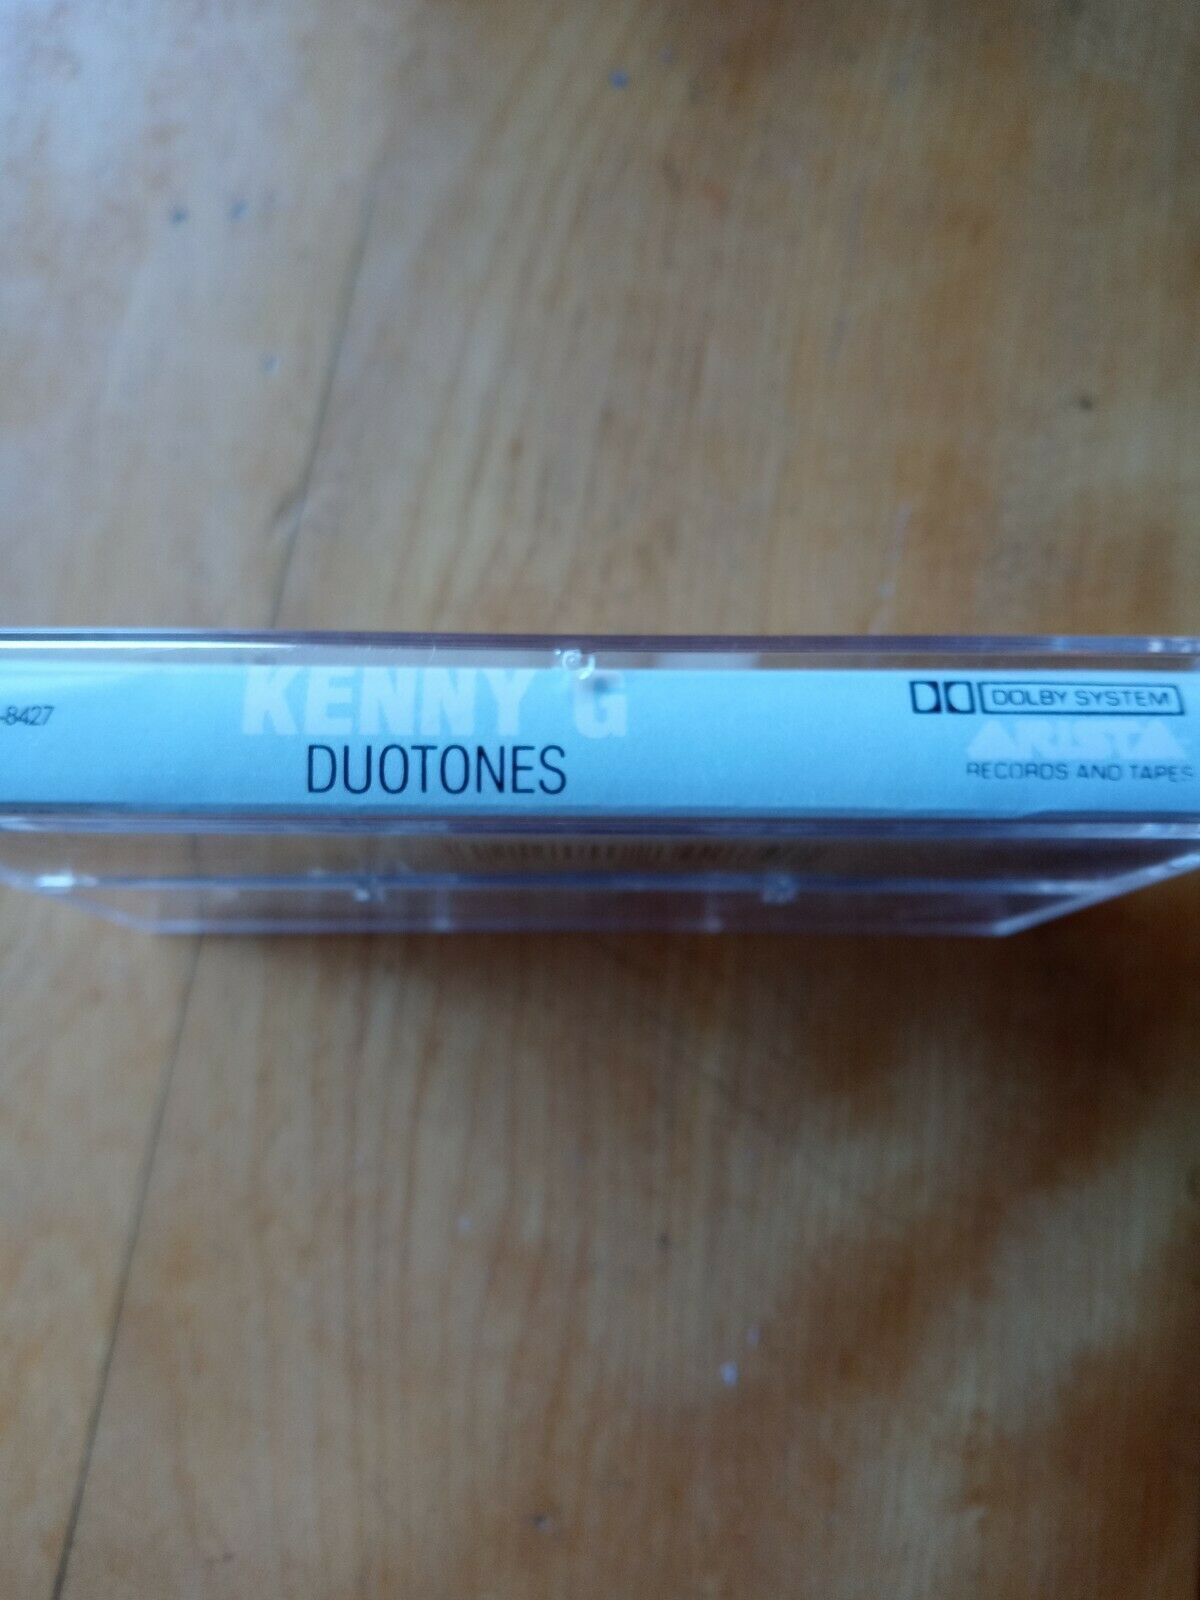 -8427
KENNY G
DUOTONES
DOLBY SYSTEM
ARISTA
RECORDS AND TAPES